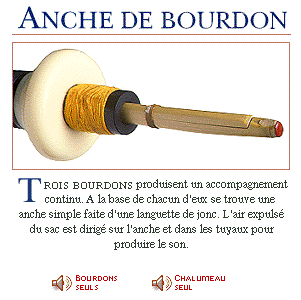 ANCHE DE BOURDON
TROIS BOURDONS produisent un accompagnement
continu. A la base de chacun d'eux se trouve une
anche simple faite d'une languette de jonc. L'air expulsé
du sac est dirigé sur l'anche et dans les tuyaux pour
produire le son.
BOURDONS
SEULS
CHALUMEAU
SEUL